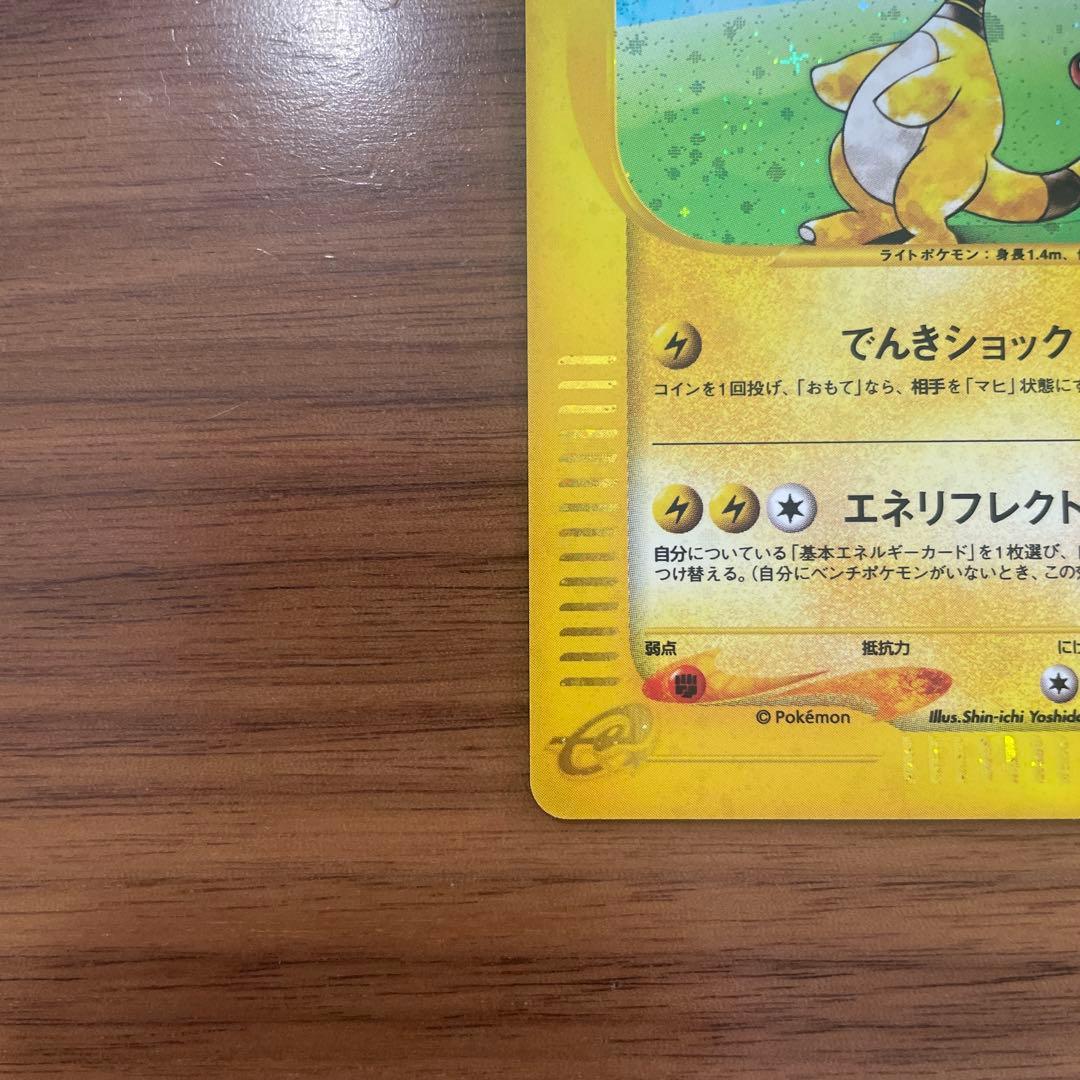 ライトポケモン：身長1.4m、
でんきショック
コインを1回投げ、「おもて」なら、相手を「マヒ」状態にす
エネリフレクト
自分についている「基本エネルギーカード」を1枚選び、
つけ替える。（自分にベンチポケモンがいないとき、この
弱点 抵抗力 にげ
© Pokémon Illus.Shin-ichi Yoshida